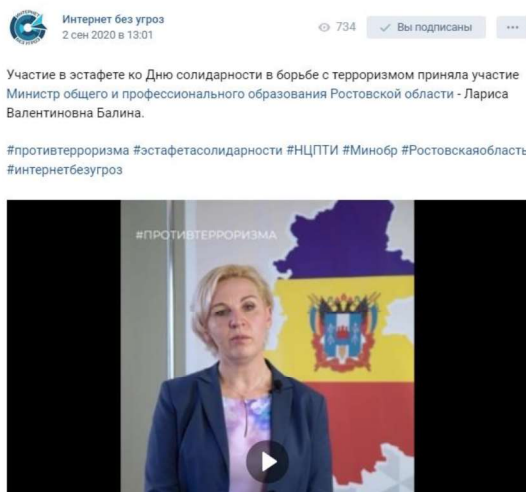 Интернет без угроз
2 сен 2020 в 13:01
734
Вы подписаны
Участие в эстафете ко Дню солидарности в борьбе с терроризмом приняла участие
Министр общего и профессионального образования Ростовской области - Лариса
Валентиновна Балина.
#противтерроризма #эстафетасолидарности #НЦПТИ #Минобр #Ростовскаяобласть
#интернетбезугроз
#ПРОТИВТЕРРОРИЗМА